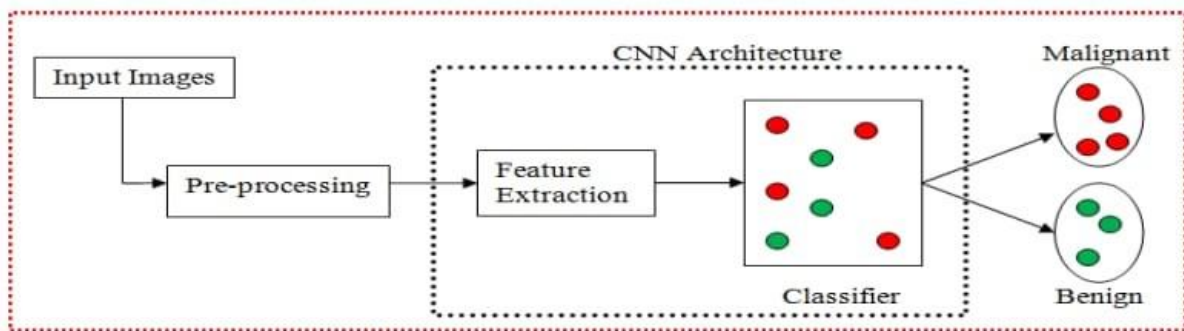 CNN Architecture
Malignant
Input Images
Pre-processing
Feature
Extraction
Classifier
Benign